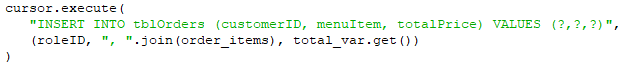 cursor.execute(
"INSERT INTO tblOrders (customerID, menuItem, totalPrice) VALUES (?,?,?)",
(roleID, ", ".join(order_items), total_var.get())
)